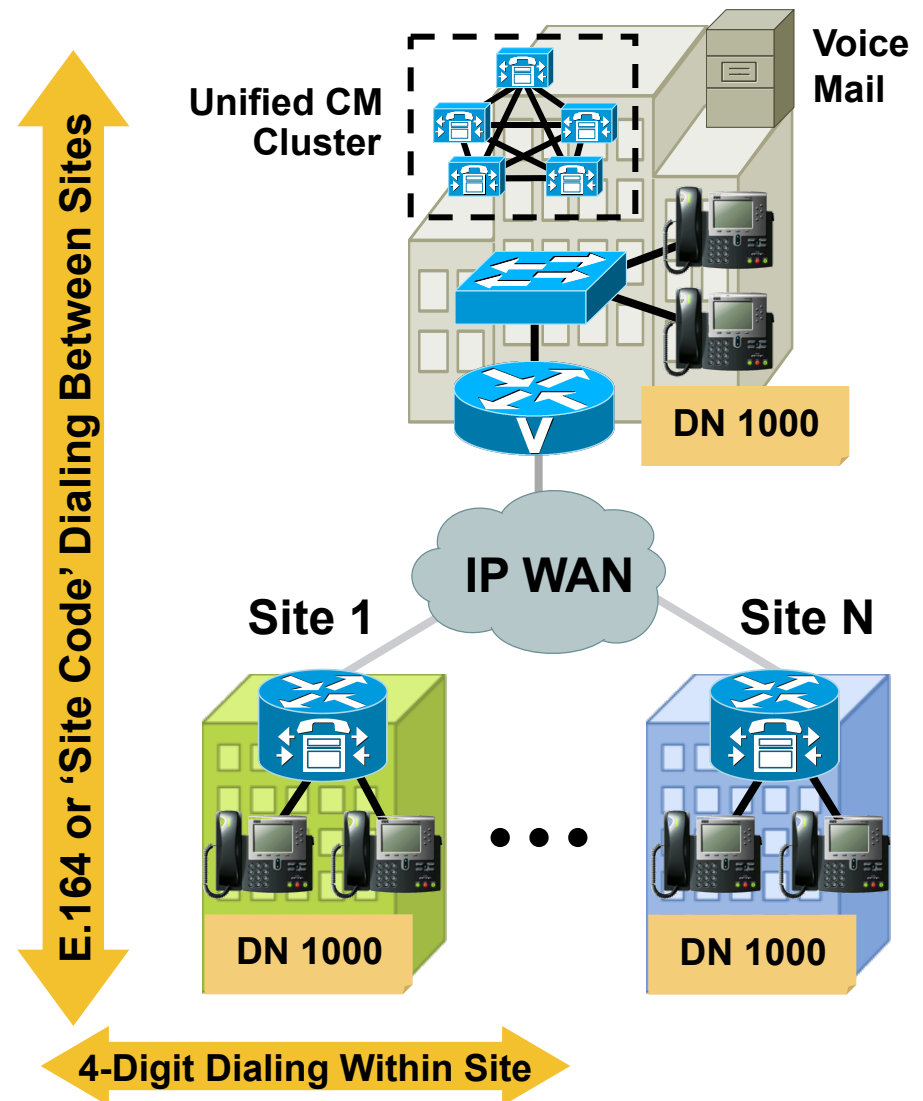 Voice
Mail
Unified CM
Cluster
E.164 or ‘Site Code’ Dialing Between Sites
DN 1000
V
IP WAN
Site 1
Site N
DN 1000
DN 1000
4-Digit Dialing Within Site